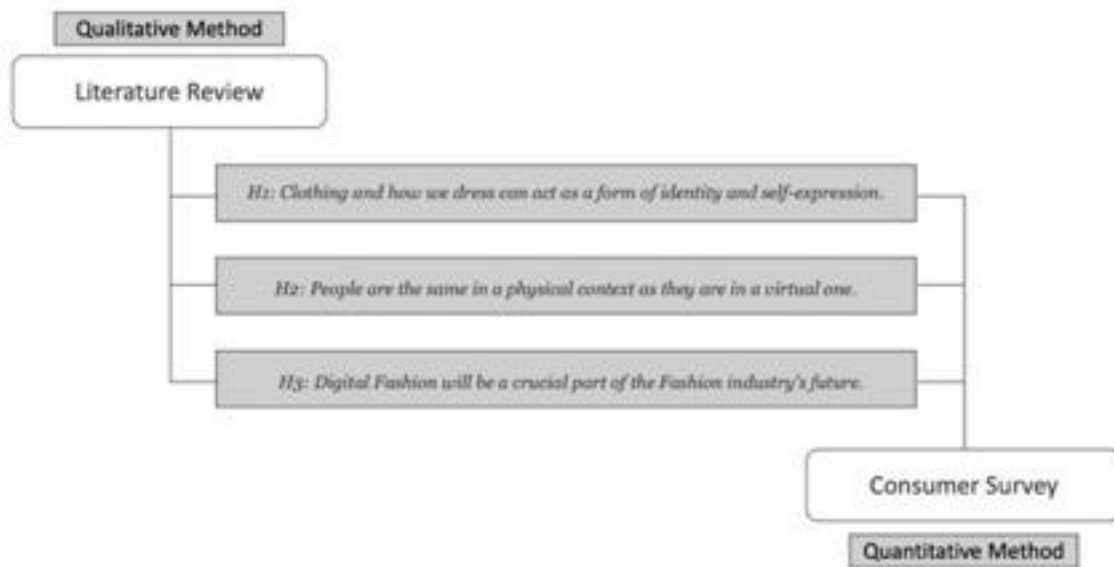 Qualitative Method
Literature Review
H1: Clothing and how we dress can act as a form of identity and self-expression.
H2: People are the same in a physical context as they are in a virtual one.
H3: Digital Fashion will be a crucial part of the Fashion industry's future.
Consumer Survey
Quantitative Method